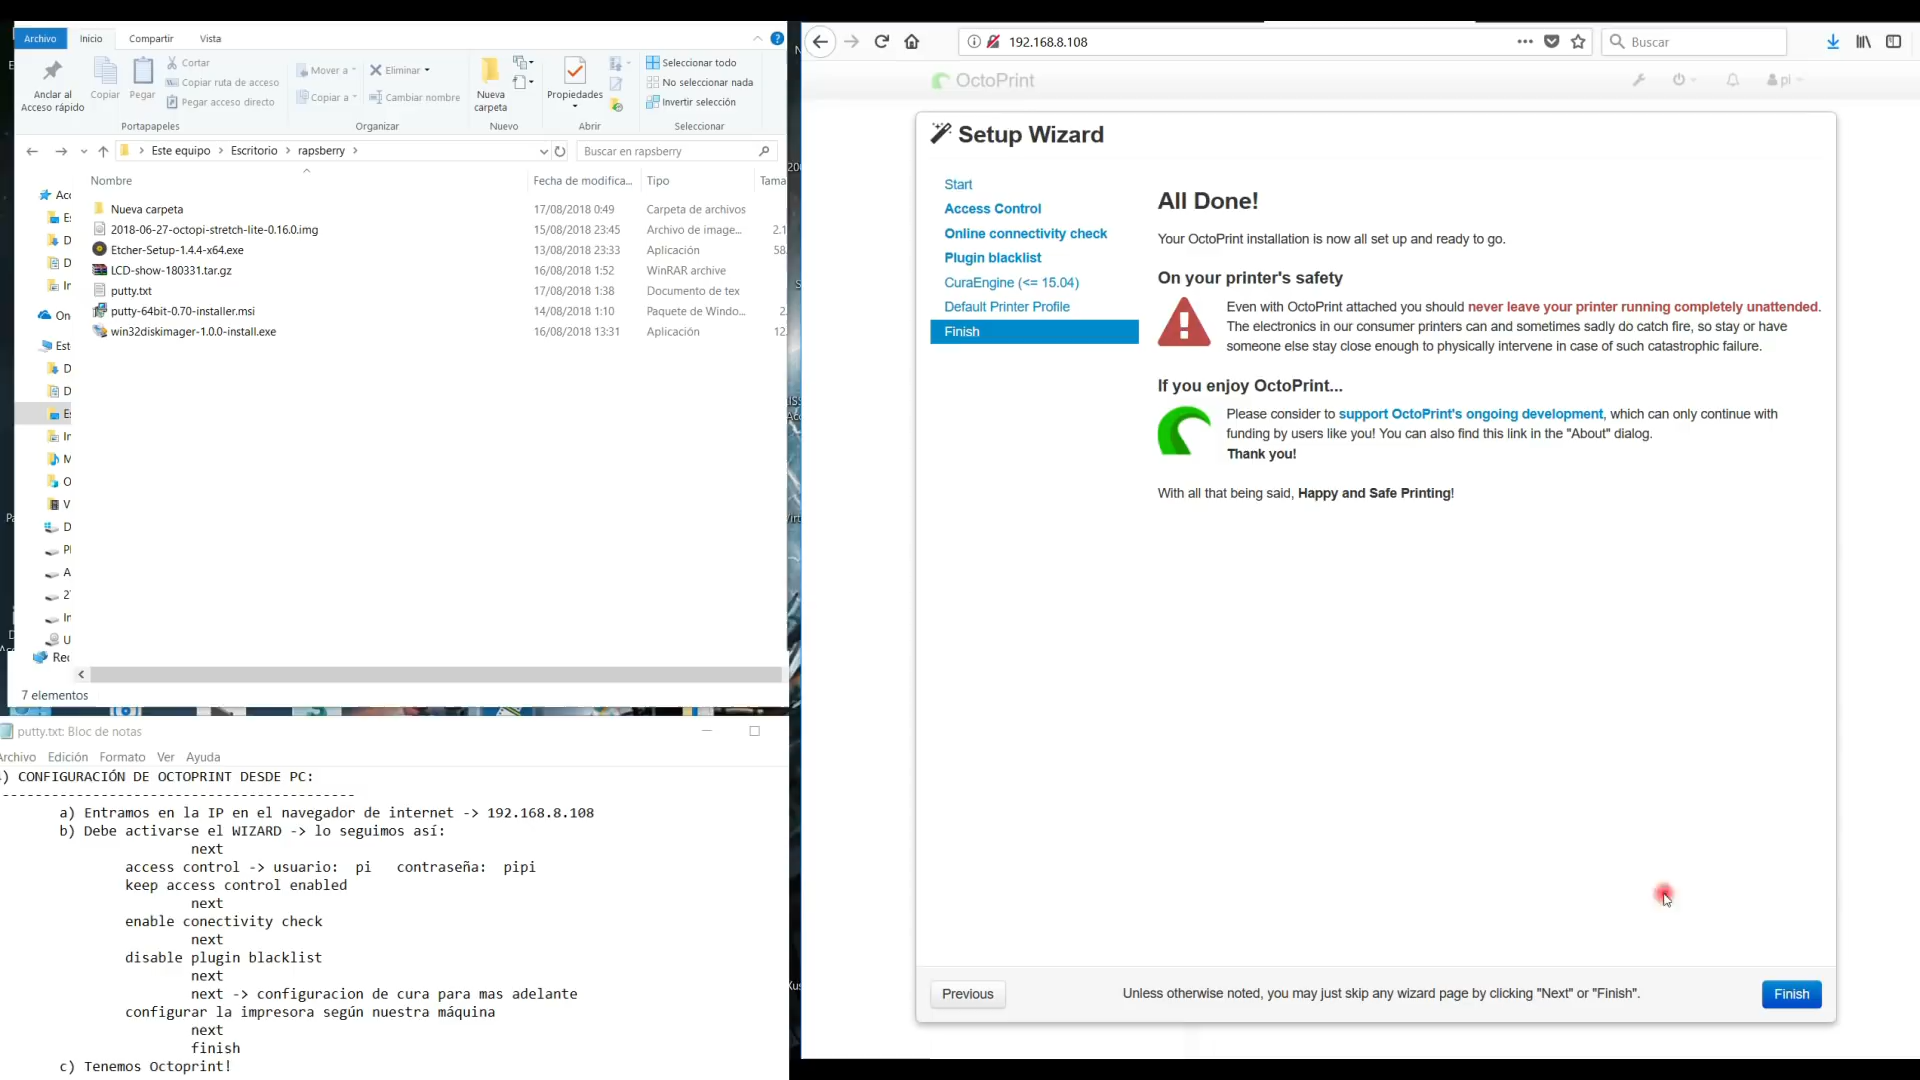 Archivo
Inicio
Compartir
Vista
Anclar al
Acceso rápido
Copiar
Pegar
Cortar
Copiar ruta de acceso
Pegar acceso directo
Portapapeles
Mover a
Copiar a
Eliminar
Cambiar nombre
Organizar
Nueva
carpeta
Nuevo
Propiedades
Abrir
Seleccionar todo
No seleccionar nada
Invertir selección
Seleccionar
Este equipo > Escritorio > rapsberry >
Buscar en rapsberry
Nombre
Fecha de modifica...
Tipo
Tama
Nueva carpeta 17/08/2018 0:49 Carpeta de archivos
2018-06-27-octopi-stretch-lite-0.16.0.img 15/08/2018 23:45 Archivo de image... 2.1
Etcher-Setup-1.4.4-x64.exe 13/08/2018 23:33 Aplicación 58
LCD-show-180331.tar.gz 16/08/2018 1:52 WinRAR archive
putty.txt 17/08/2018 1:38 Documento de tex
putty-64bit-0.70-installer.msi 14/08/2018 1:10 Paquete de Windo... 2.
win32diskimager-1.0.0-install.exe 16/08/2018 13:31 Aplicación 12
7 elementos
putty.txt: Bloc de notas
Archivo Edición Formato Ver Ayuda
) CONFIGURACIÓN DE OCTOPRINT DESDE PC:
-------------------------------------------
a) Entramos en la IP en el navegador de internet -> 192.168.8.108
b) Debe activarse el WIZARD -> lo seguimos así:
next
access control -> usuario: pi contraseña: pipi
keep access control enabled
next
enable conectivity check
next
disable plugin blacklist
next
next -> configuracion de cura para mas adelante
configurar la impresora según nuestra máquina
next
finish
c) Tenemos Octoprint!
192.168.8.108
Buscar
OctoPrint
pi
Setup Wizard
Start
Access Control
Online connectivity check
Plugin blacklist
CuraEngine (<= 15.04)
Default Printer Profile
Finish
All Done!
Your OctoPrint installation is now all set up and ready to go.
On your printer's safety
Even with OctoPrint attached you should never leave your printer running completely unattended.
The electronics in our consumer printers can and sometimes sadly do catch fire, so stay or have
someone else stay close enough to physically intervene in case of such catastrophic failure.
If you enjoy OctoPrint...
Please consider to support OctoPrint's ongoing development, which can only continue with
funding by users like you! You can also find this link in the "About" dialog.
Thank you!
With all that being said, Happy and Safe Printing!
Previous
Unless otherwise noted, you may just skip any wizard page by clicking "Next" or "Finish".
Finish